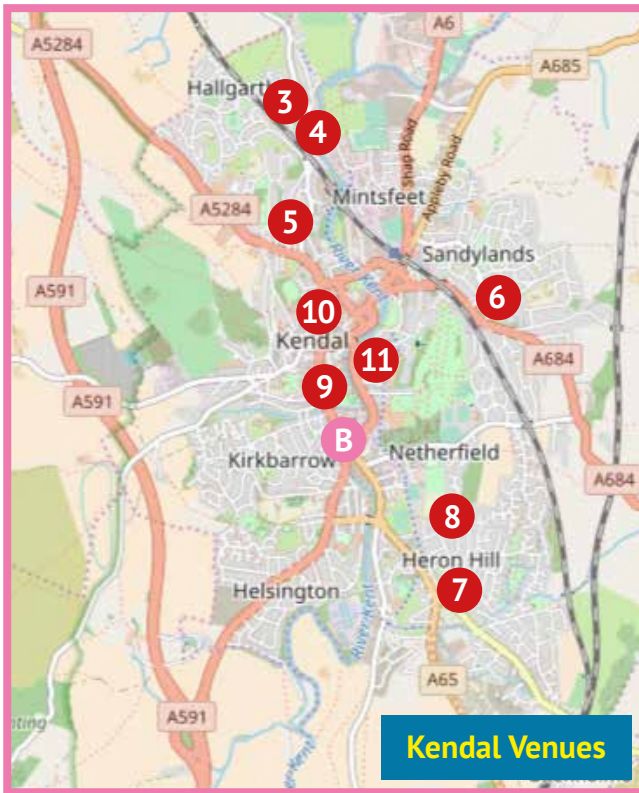 A6
A5284
A685
Hallgarth
3
4
Shap Road
Appleby Road
Mintsfeet
A5284
5
River Kent
Sandylands
A591
6
10
Kendal
11
A684
9
A591
B
Kirkbarrow
Netherfield
A684
8
Heron Hill
7
Helsington
River Kent
A65
A591
Kendal Venues